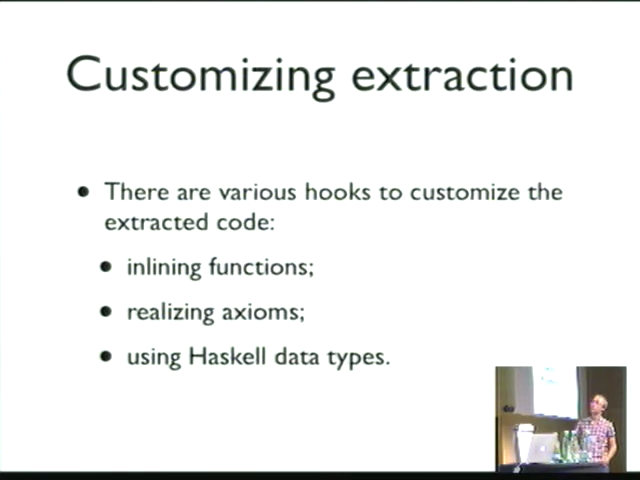 Customizing extraction
• There are various hooks to customize the
extracted code:
• inlining functions;
• realizing axioms;
• using Haskell data types.